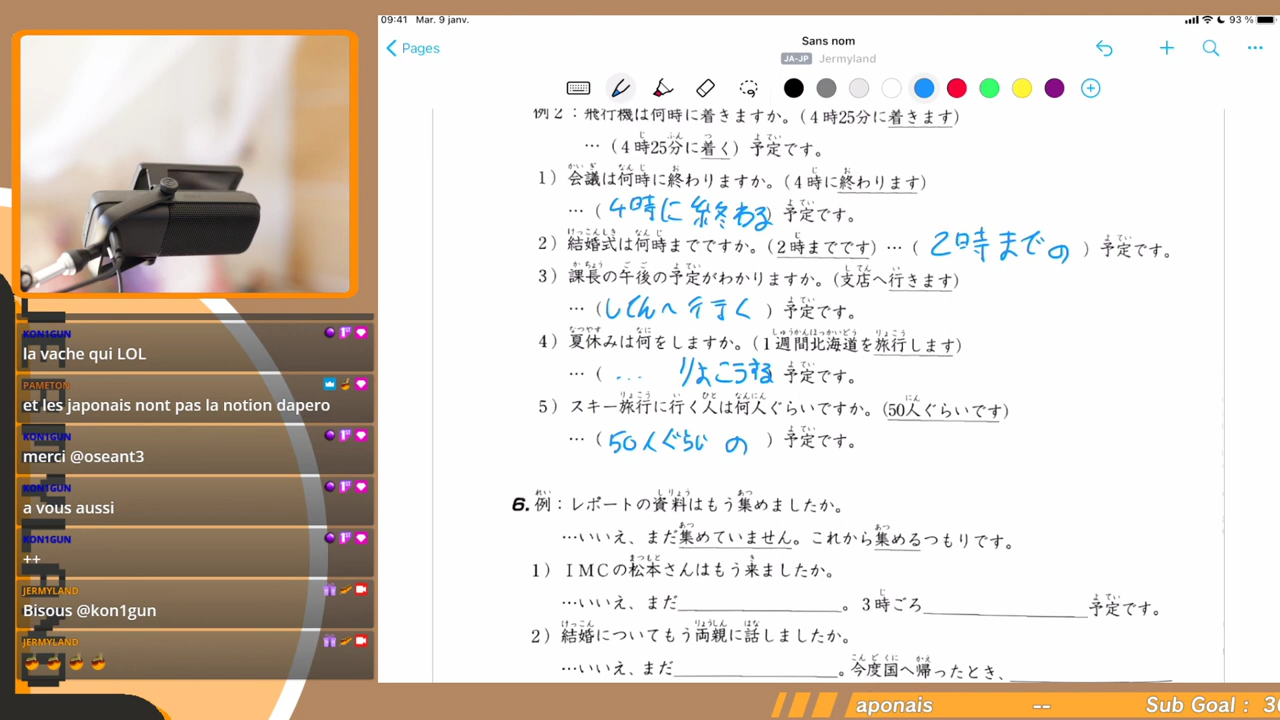 09:41 Mar. 9 janv.
93 %
Pages
Sans nom
JA-JP Jermyland
例2：飛行機は何時に着きますか。(4時25分に着きます)
… (4時25分に着く) 予定です。
1) 会議は何時に終わりますか。(4時に終わります)
… (4時に終わる) 予定です。
2) 結婚式は何時までですか。(2時までです) … ( 2時までの ) 予定です。
3) 課長の午後の予定がわかりますか。(支店へ行きます)
… (してんへ行く ) 予定です。
4) 夏休みは何をしますか。(1週間北海道を旅行します)
… ( … りょこうする 予定です。
5) スキー旅行に行く人は何人ぐらいですか。(50人ぐらいです)
… (50人ぐらい の ) 予定です。
6. 例：レポートの資料はもう集めましたか。
…いいえ、まだ集めていません。これから集めるつもりです。
1) IMCの松本さんはもう来ましたか。
…いいえ、まだ＿＿＿＿＿＿。3時ごろ＿＿＿＿＿＿予定です。
2) 結婚についてもう両親に話しましたか。
…いいえ、まだ＿＿＿＿＿＿。今度国へ帰ったとき、＿＿＿＿＿＿
KON1GUN
la vache qui LOL
PAMETON
et les japonais nont pas la notion dapero
KON1GUN
merci @oseant3
KON1GUN
a vous aussi
KON1GUN
++
JERMYLAND
Bisous @kon1gun
JERMYLAND
aponais -- Sub Goal : 3